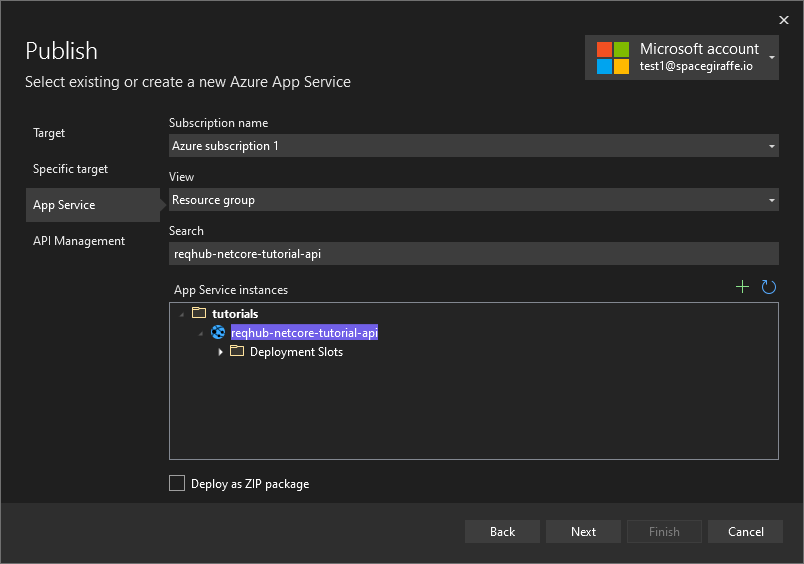 Publish
Select existing or create a new Azure App Service
Microsoft account
test1@spacegiraffe.io
Target
Specific target
App Service
API Management
Subscription name
Azure subscription 1
View
Resource group
Search
reqhub-netcore-tutorial-api
App Service instances
tutorials
reqhub-netcore-tutorial-api
Deployment Slots
Deploy as ZIP package
Back
Next
Finish
Cancel